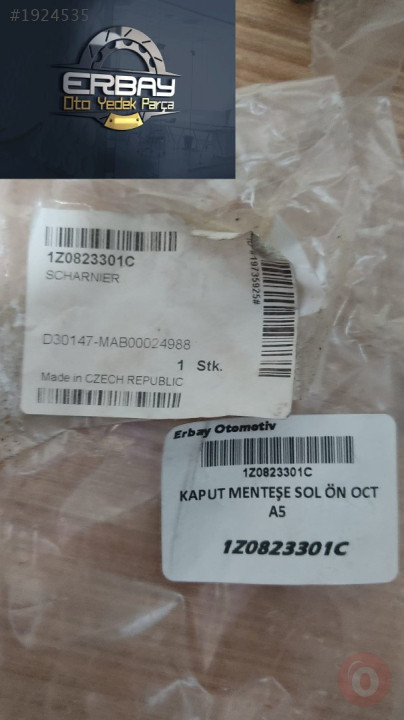 #1924535
ERBAY
Oto Yedek Parça
1Z0823301C
SCHARNIER
D30147-MAB00024988
1 Stk.
Made in CZECH REPUBLIC
Erbay Otomotiv
1Z0823301C
KAPUT MENTEŞE SOL ÖN OCT
A5
1Z0823301C